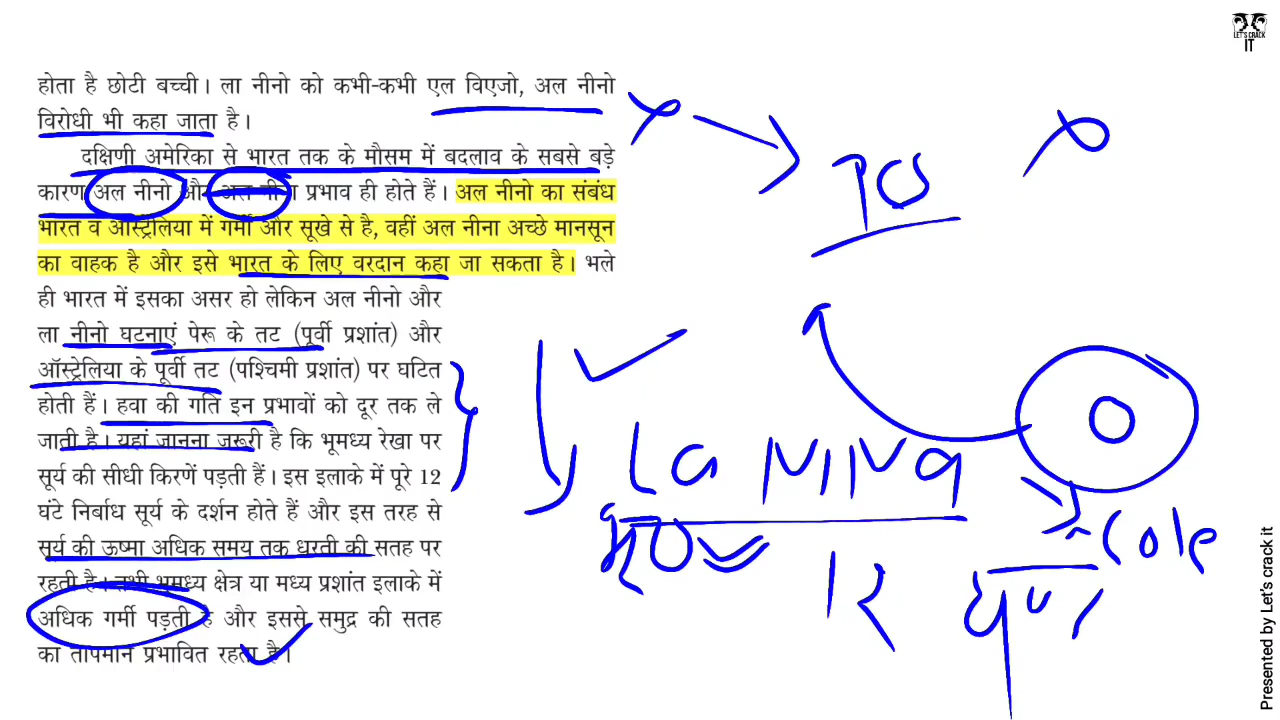 होता है छोटी बच्ची। ला नीनो को कभी-कभी एल विएजो, अल नीनो
विरोधी भी कहा जाता है।
दक्षिणी अमेरिका से भारत तक के मौसम में बदलाव के सबसे बड़े
कारण अल नीनो और अल नीना प्रभाव ही होते हैं। अल नीनो का संबंध
भारत व ऑस्ट्रेलिया में गर्मी और सूखे से है, वहीं अल नीना अच्छे मानसून
का वाहक है और इसे भारत के लिए वरदान कहा जा सकता है। भले
ही भारत में इसका असर हो लेकिन अल नीनो और
ला नीनो घटनाएं पेरू के तट (पूर्वी प्रशांत) और
ऑस्ट्रेलिया के पूर्वी तट (पश्चिमी प्रशांत) पर घटित
होती हैं। हवा की गति इन प्रभावों को दूर तक ले
जाती है। यहां जानना जरूरी है कि भूमध्य रेखा पर
सूर्य की सीधी किरणें पड़ती हैं। इस इलाके में पूरे 12
घंटे निर्बाध सूर्य के दर्शन होते हैं और इस तरह से
सूर्य की ऊष्मा अधिक समय तक धरती की सतह पर
रहती है। तभी भूमध्य क्षेत्र या मध्य प्रशांत इलाके में
अधिक गर्मी पड़ती है और इससे समुद्र की सतह
का तापमान प्रभावित रहता है।
La NINa
12
LET'S CRACK
IT
Presented by Let's crack it